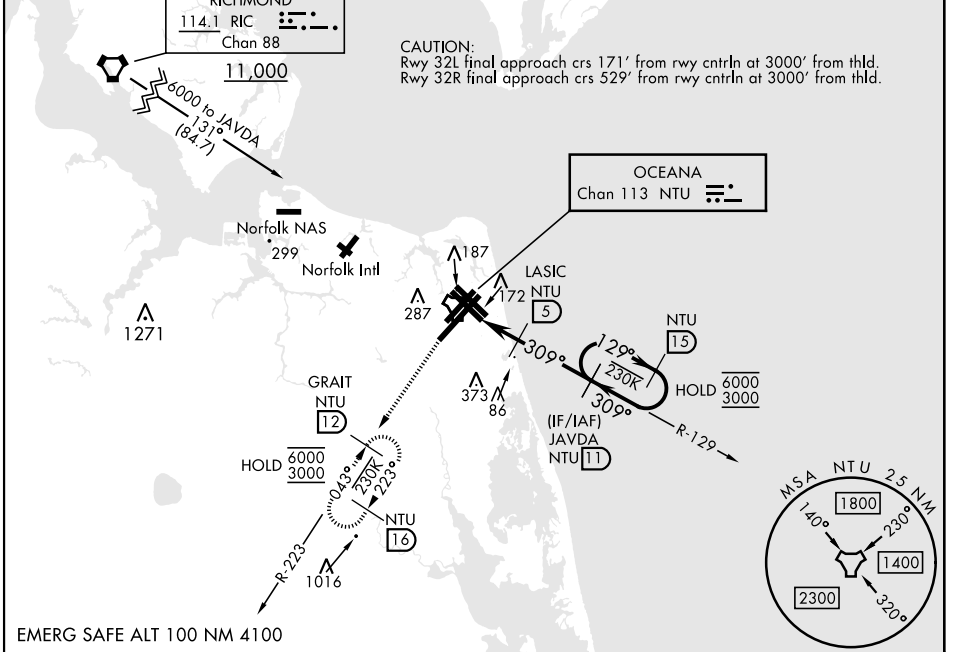 RICHMOND
114.1 RIC
Chan 88
11,000
CAUTION:
Rwy 32L final approach crs 171' from rwy cntrln at 3000' from thld.
Rwy 32R final approach crs 529' from rwy cntrln at 3000' from thld.
6000 to JAVDA
131°
(84.7)
OCEANA
Chan 113 NTU
Norfolk NAS
299
Norfolk Intl
187
172
287
LASIC
NTU
5
1271
309°
129°
230K
309°
NTU
15
HOLD 6000
3000
373
86
(IF/IAF)
JAVDA
NTU 11
R-129
GRAIT
NTU
12
HOLD 6000
3000
043°
230K
223°
NTU
16
R-223
1016
MSA NTU 25 NM
1800
140°
230°
1400
2300
320°
EMERG SAFE ALT 100 NM 4100